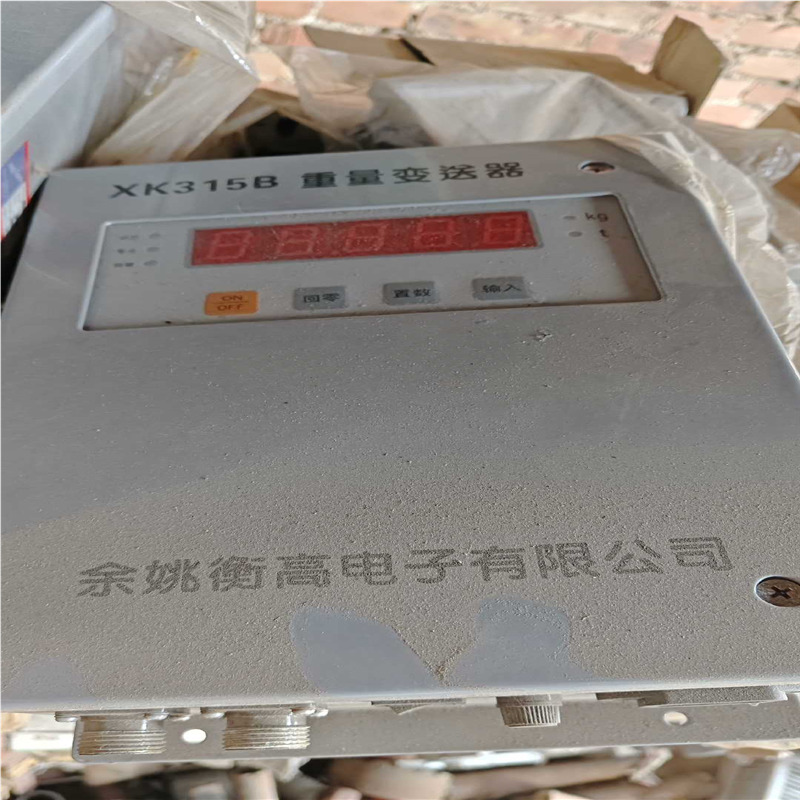 XK315B 重量变送器
kg
t
ON
OFF
回零
置数
输入
余姚衡高电子有限公司